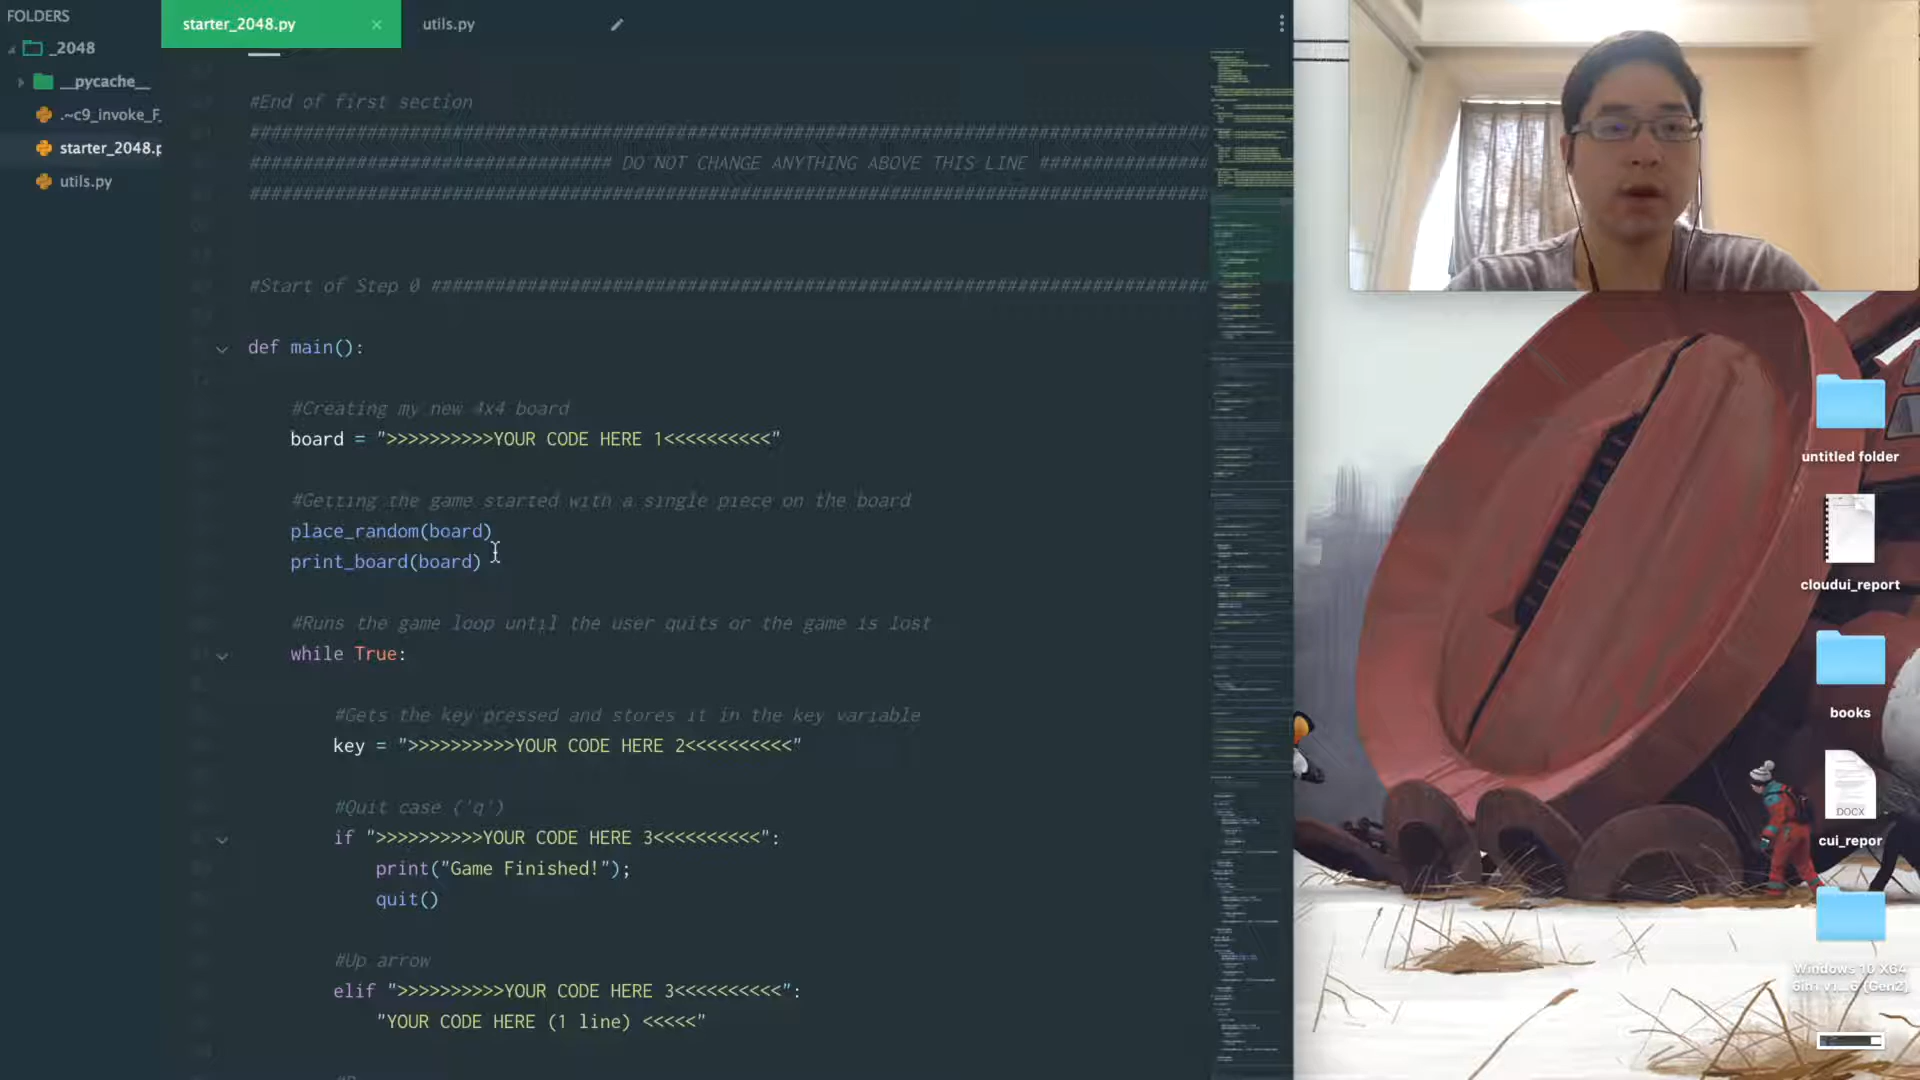 FOLDERS
_2048
__pycache__
.~c9_invoke_F
starter_2048.p
utils.py
starter_2048.py ×
utils.py
#End of first section
##########################################################################################
################################## DO NOT CHANGE ANYTHING ABOVE THIS LINE ################
##########################################################################################
#Start of Step 0 #########################################################################
def main():
#Creating my new 4x4 board
board = ">>>>>>>>>>YOUR CODE HERE 1<<<<<<<<<<"
#Getting the game started with a single piece on the board
place_random(board)
print_board(board)
#Runs the game loop until the user quits or the game is lost
while True:
#Gets the key pressed and stores it in the key variable
key = ">>>>>>>>>>YOUR CODE HERE 2<<<<<<<<<<"
#Quit case ('q')
if ">>>>>>>>>>YOUR CODE HERE 3<<<<<<<<<<":
print("Game Finished!");
quit()
#Up arrow
elif ">>>>>>>>>>YOUR CODE HERE 3<<<<<<<<<<":
"YOUR CODE HERE (1 line) <<<<<"
untitled folder
cloudui_report
books
DOCX
cui_repor
Windows 10 X64